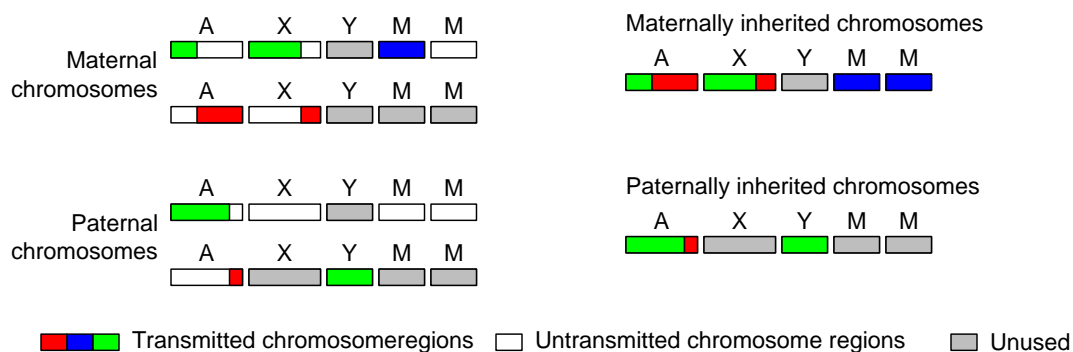 A X Y M M
Maternal
chromosomes
A X Y M M
Maternally inherited chromosomes
A X Y M M
A X Y M M
Paternal
chromosomes
A X Y M M
Paternally inherited chromosomes
A X Y M M
Transmitted chromosomeregions
Untransmitted chromosome regions
Unused